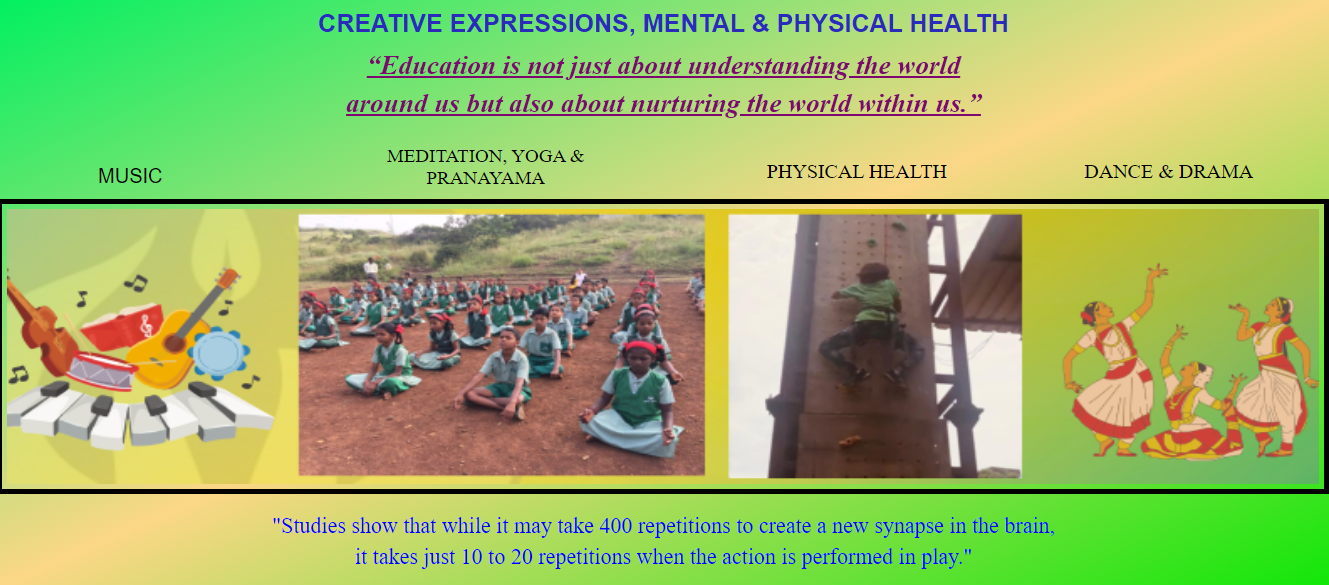 CREATIVE EXPRESSIONS, MENTAL & PHYSICAL HEALTH
“Education is not just about understanding the world
around us but also about nurturing the world within us.”
MUSIC
MEDITATION, YOGA &
PRANAYAMA
PHYSICAL HEALTH
DANCE & DRAMA
"Studies show that while it may take 400 repetitions to create a new synapse in the brain,
it takes just 10 to 20 repetitions when the action is performed in play."